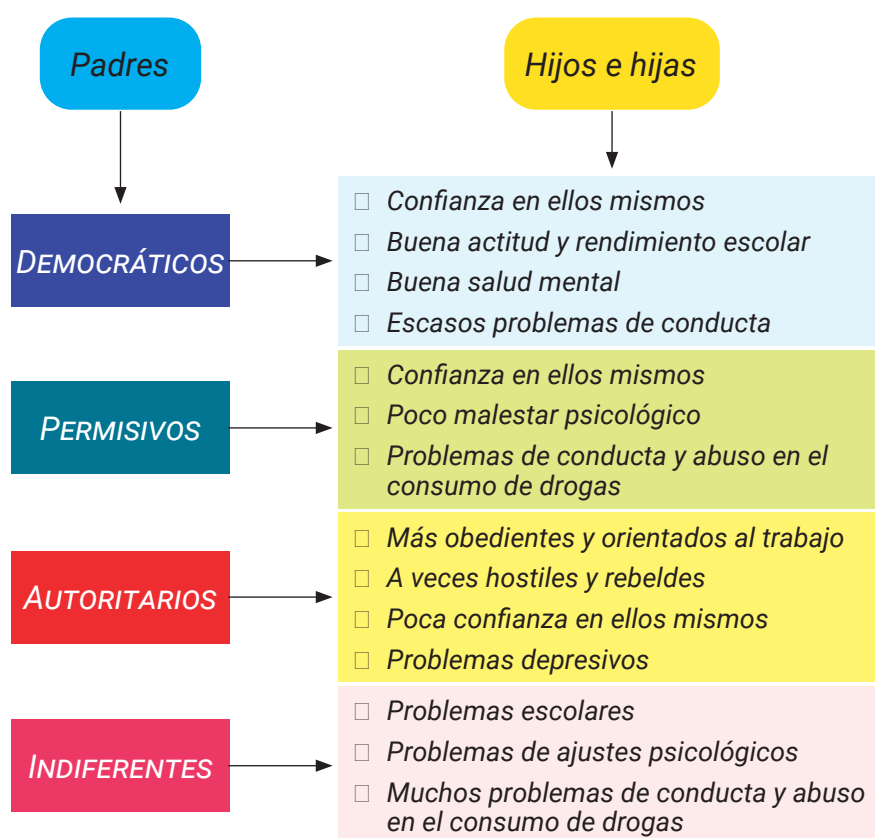 Padres
Hijos e hijas
DEMOCRÁTICOS
□ Confianza en ellos mismos
□ Buena actitud y rendimiento escolar
□ Buena salud mental
□ Escasos problemas de conducta
PERMISIVOS
□ Confianza en ellos mismos
□ Poco malestar psicológico
□ Problemas de conducta y abuso en el
consumo de drogas
AUTORITARIOS
□ Más obedientes y orientados al trabajo
□ A veces hostiles y rebeldes
□ Poca confianza en ellos mismos
□ Problemas depresivos
INDIFERENTES
□ Problemas escolares
□ Problemas de ajustes psicológicos
□ Muchos problemas de conducta y abuso
en el consumo de drogas